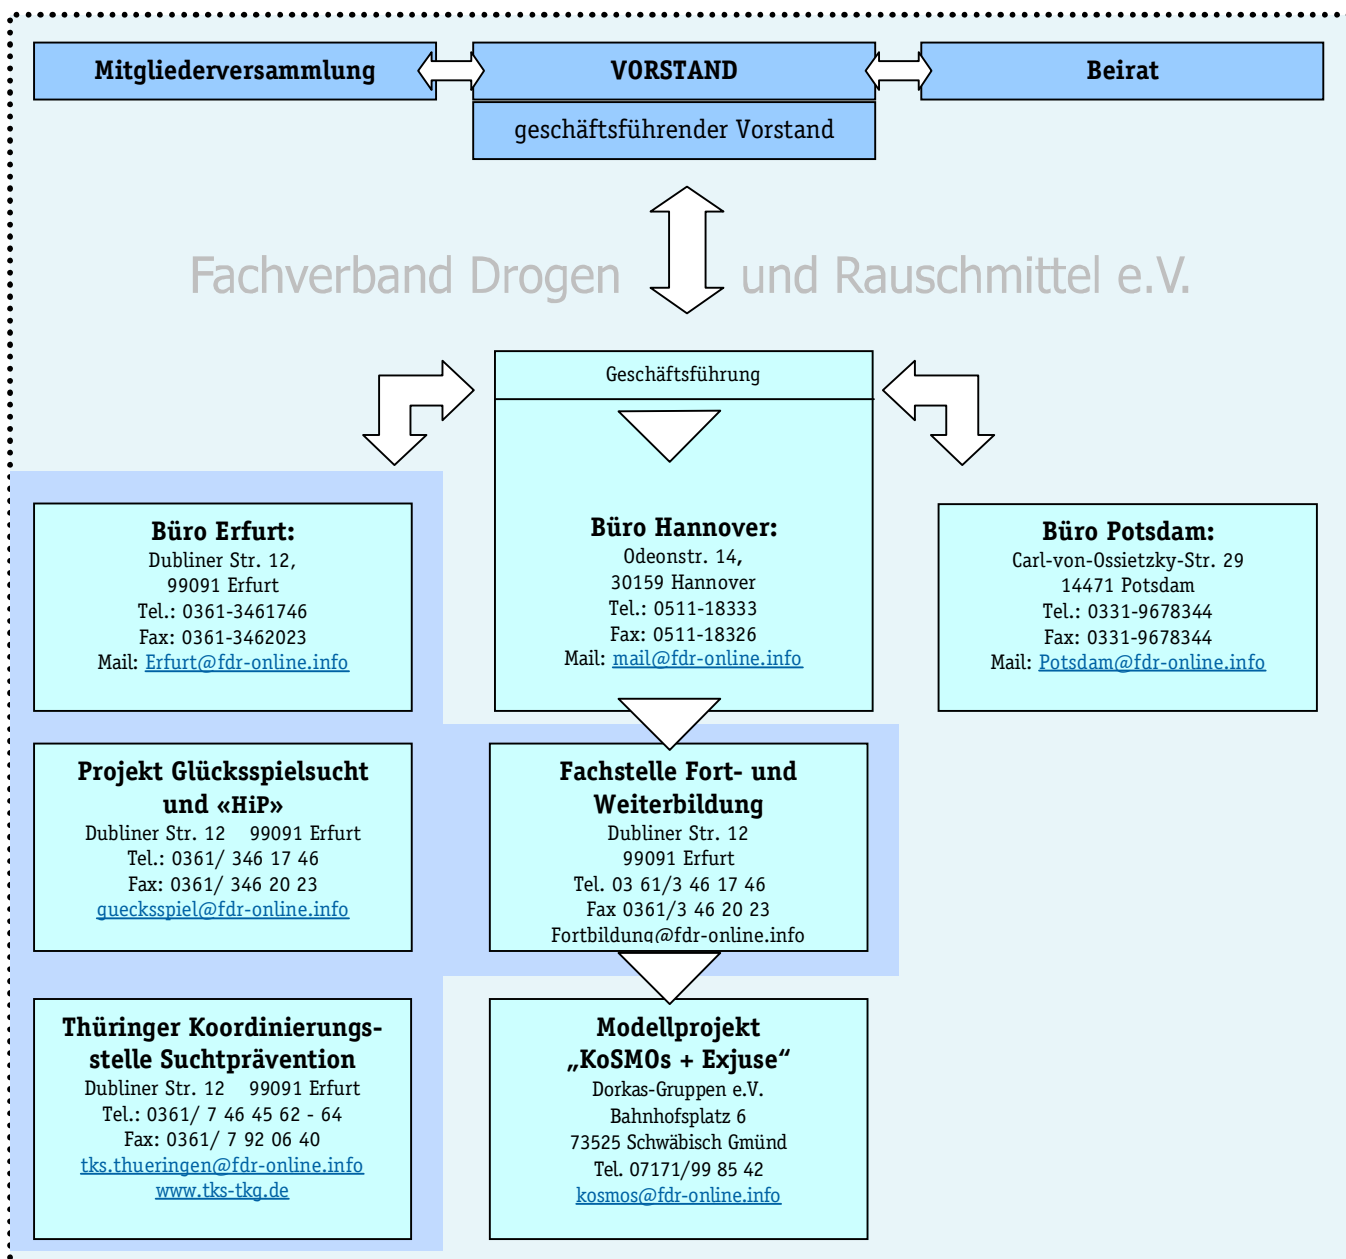 Mitgliederversammlung
VORSTAND
Beirat
geschäftsführender Vorstand
Fachverband Drogen und Rauschmittel e.V.
Geschäftsführung
Büro Erfurt:
Dubliner Str. 12,
99091 Erfurt
Tel.: 0361-3461746
Fax: 0361-3462023
Mail: Erfurt@fdr-online.info
Büro Hannover:
Odeonstr. 14,
30159 Hannover
Tel.: 0511-18333
Fax: 0511-18326
Mail: mail@fdr-online.info
Büro Potsdam:
Carl-von-Ossietzky-Str. 29
14471 Potsdam
Tel.: 0331-9678344
Fax: 0331-9678344
Mail: Potsdam@fdr-online.info
Projekt Glücksspielsucht
und «HiP»
Dubliner Str. 12 99091 Erfurt
Tel.: 0361/ 346 17 46
Fax: 0361/ 346 20 23
guecksspiel@fdr-online.info
Fachstelle Fort- und
Weiterbildung
Dubliner Str. 12
99091 Erfurt
Tel. 03 61/3 46 17 46
Fax 0361/3 46 20 23
Fortbildung@fdr-online.info
Thüringer Koordinierungs-
stelle Suchtprävention
Dubliner Str. 12 99091 Erfurt
Tel.: 0361/ 7 46 45 62 - 64
Fax: 0361/ 7 92 06 40
tks.thueringen@fdr-online.info
www.tks-tkg.de
Modellprojekt
„KoSMOs + Exjuse“
Dorkas-Gruppen e.V.
Bahnhofsplatz 6
73525 Schwäbisch Gmünd
Tel. 07171/99 85 42
kosmos@fdr-online.info